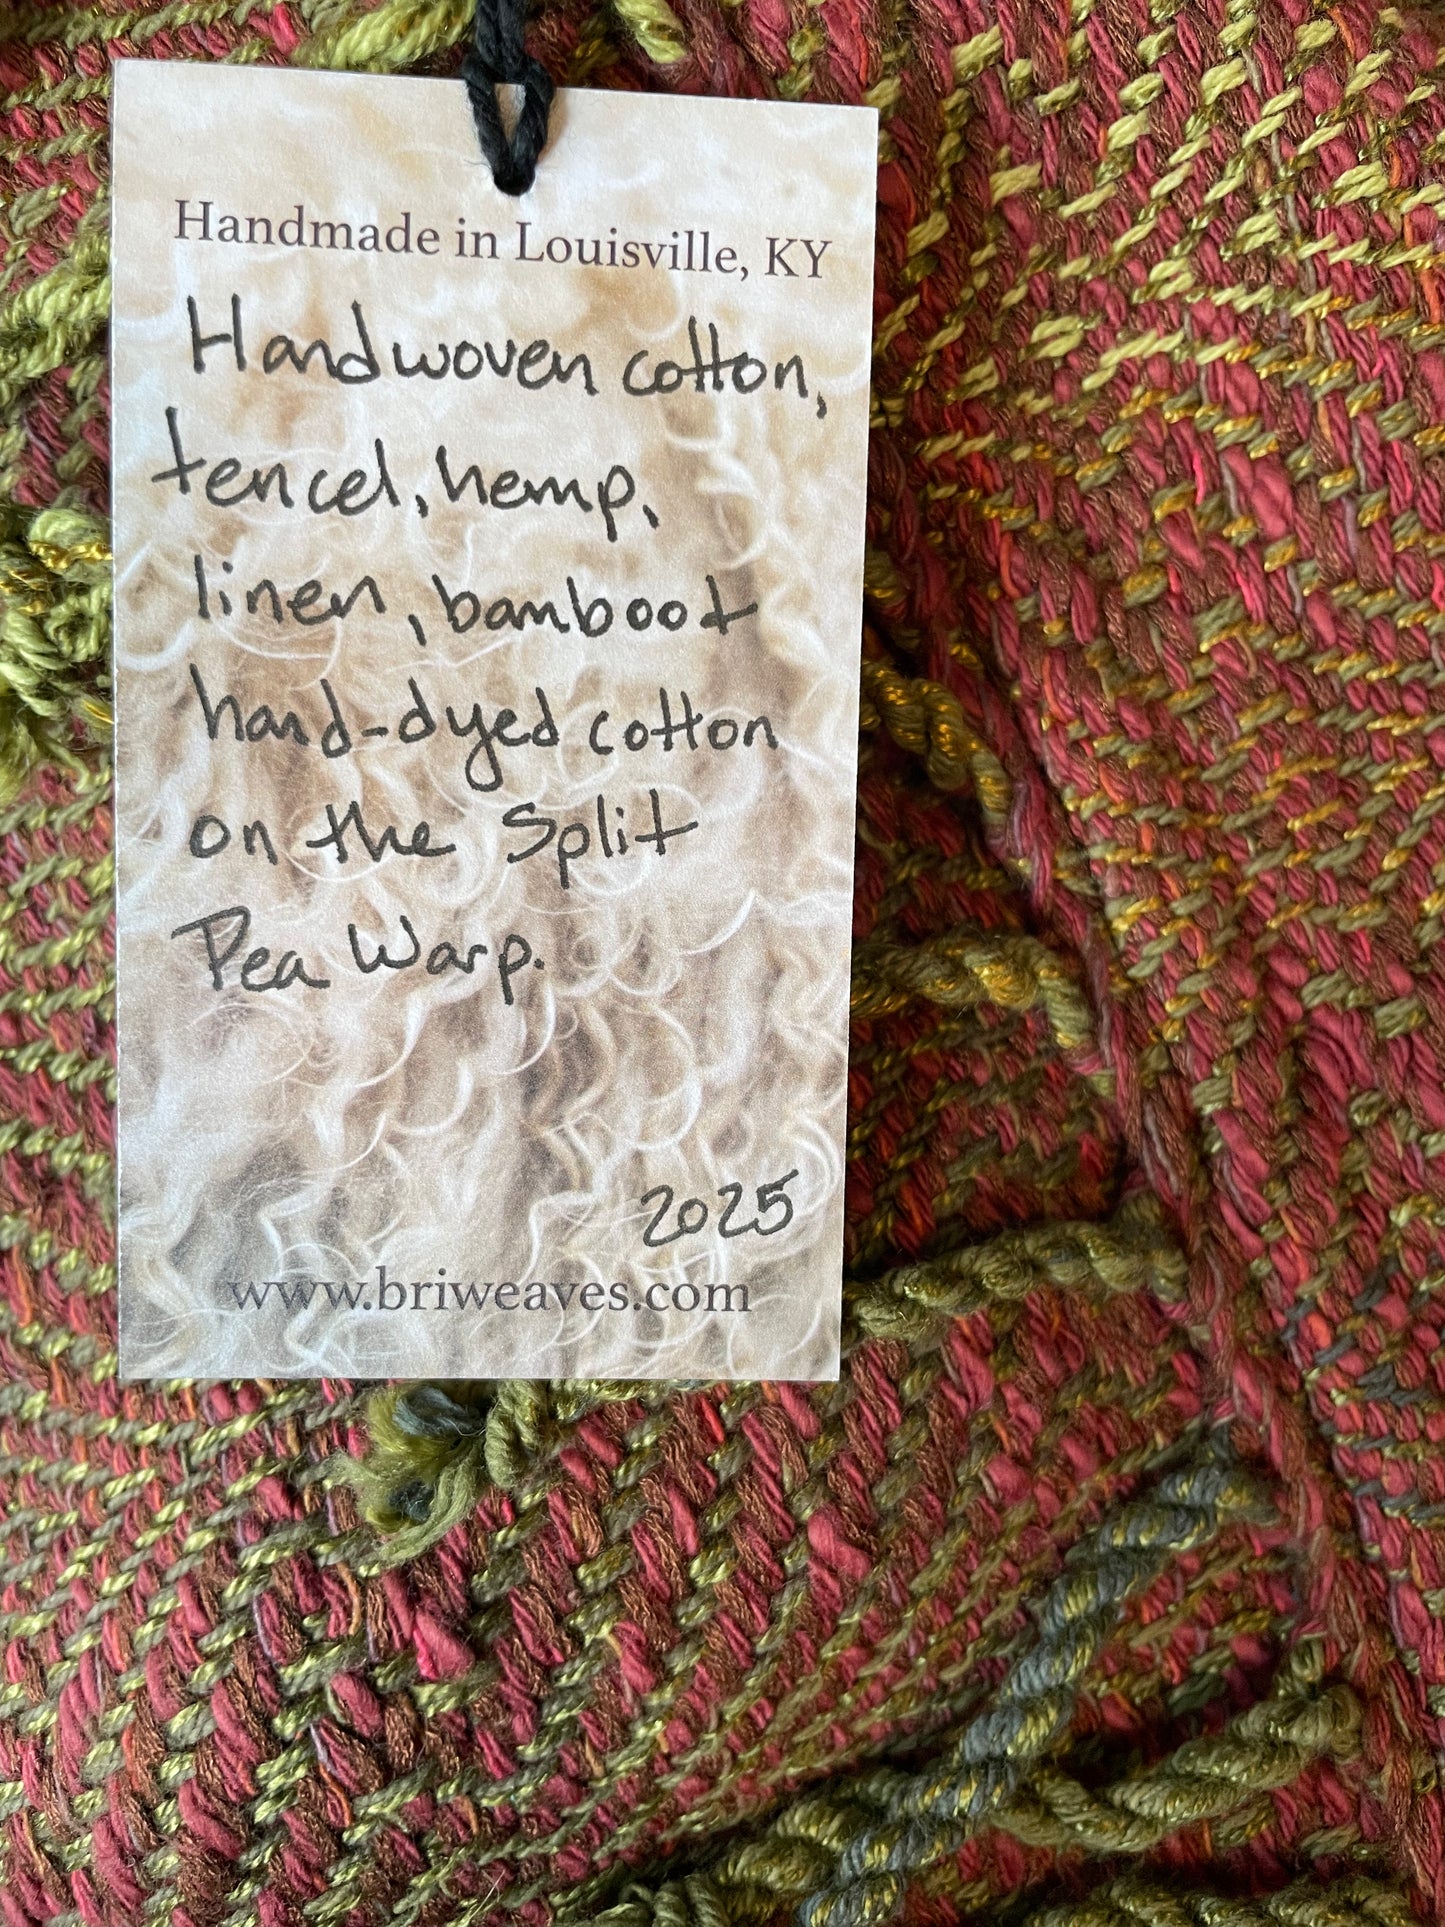 Handmade in Louisville, KY
Handwoven cotton,
tencel, hemp,
linen, bamboo +
hand-dyed cotton
on the Split
Pea Warp.
2025
www.briweaves.com